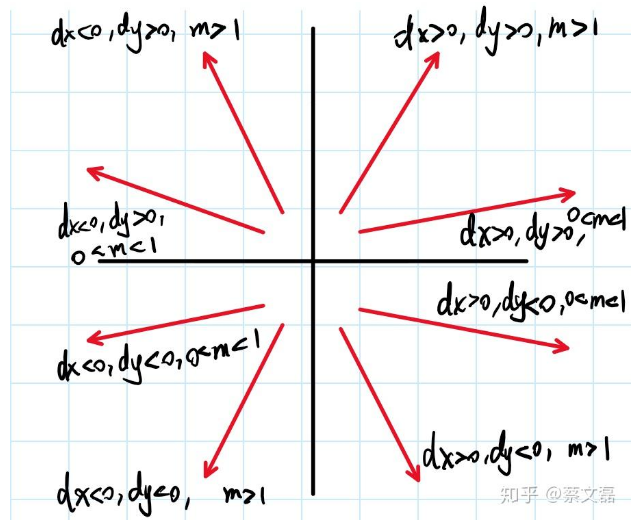 dx<0, dy>0, m>1
dx>0, dy>0, m>1
dx<0, dy>0,
0<m<1
dx>0, dy>0, 0<m<1
dx>0, dy<0, 0<m<1
dx<0, dy<0, 0<m<1
dx>0, dy<0, m>1
dx<0, dy<0, m>1
知乎 @蔡文磊